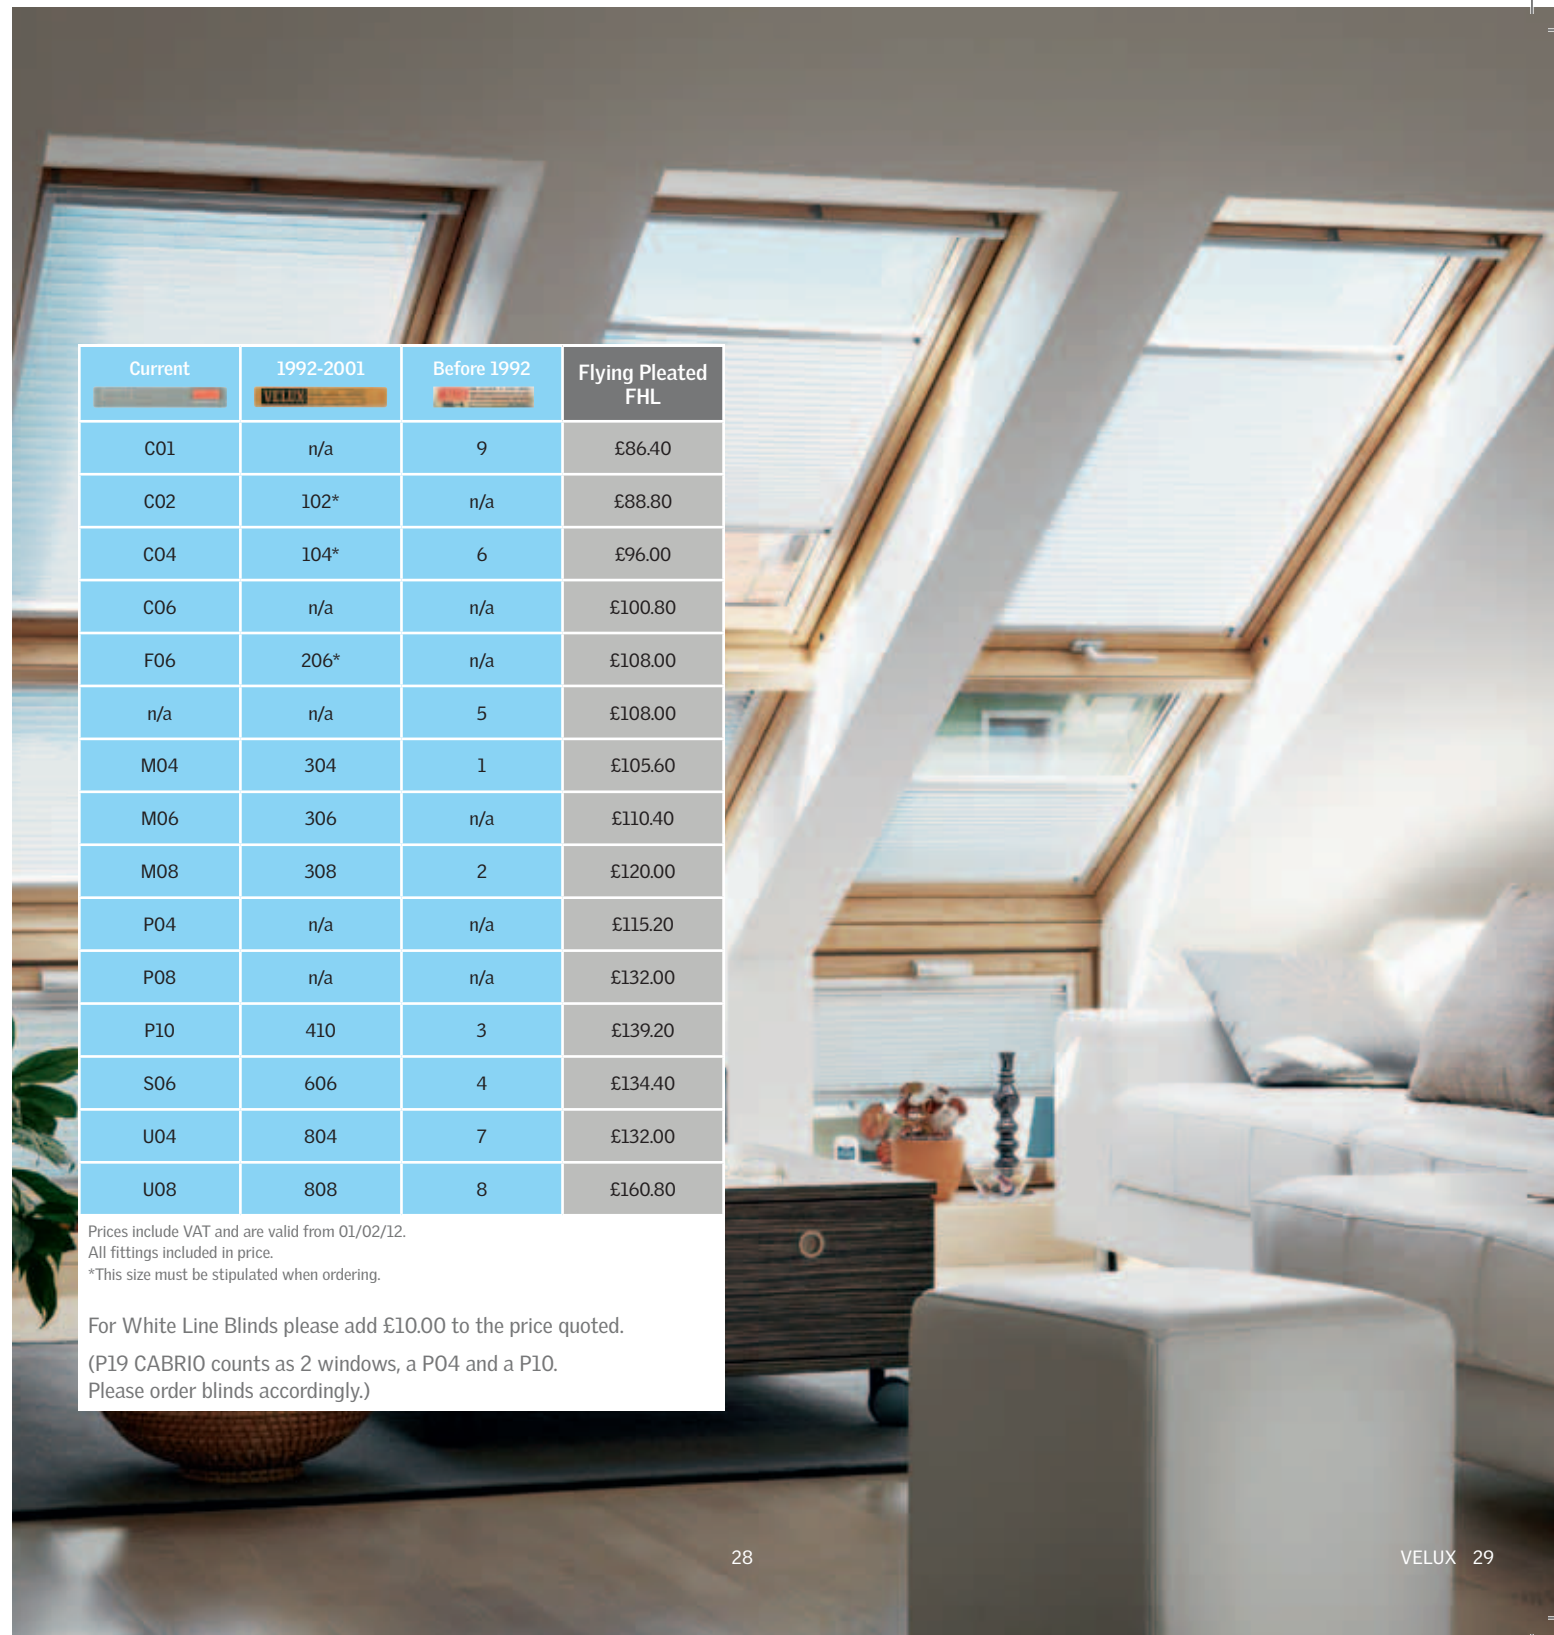 Current 1992-2001 Before 1992 Flying Pleated
FHL
VELUX
C01 n/a 9 £86.40
C02 102* n/a £88.80
C04 104* 6 £96.00
C06 n/a n/a £100.80
F06 206* n/a £108.00
n/a n/a 5 £108.00
M04 304 1 £105.60
M06 306 n/a £110.40
M08 308 2 £120.00
P04 n/a n/a £115.20
P08 n/a n/a £132.00
P10 410 3 £139.20
S06 606 4 £134.40
U04 804 7 £132.00
U08 808 8 £160.80
Prices include VAT and are valid from 01/02/12.
All fittings included in price.
*This size must be stipulated when ordering.
For White Line Blinds please add £10.00 to the price quoted.
(P19 CABRIO counts as 2 windows, a P04 and a P10.
Please order blinds accordingly.)
28
VELUX 29